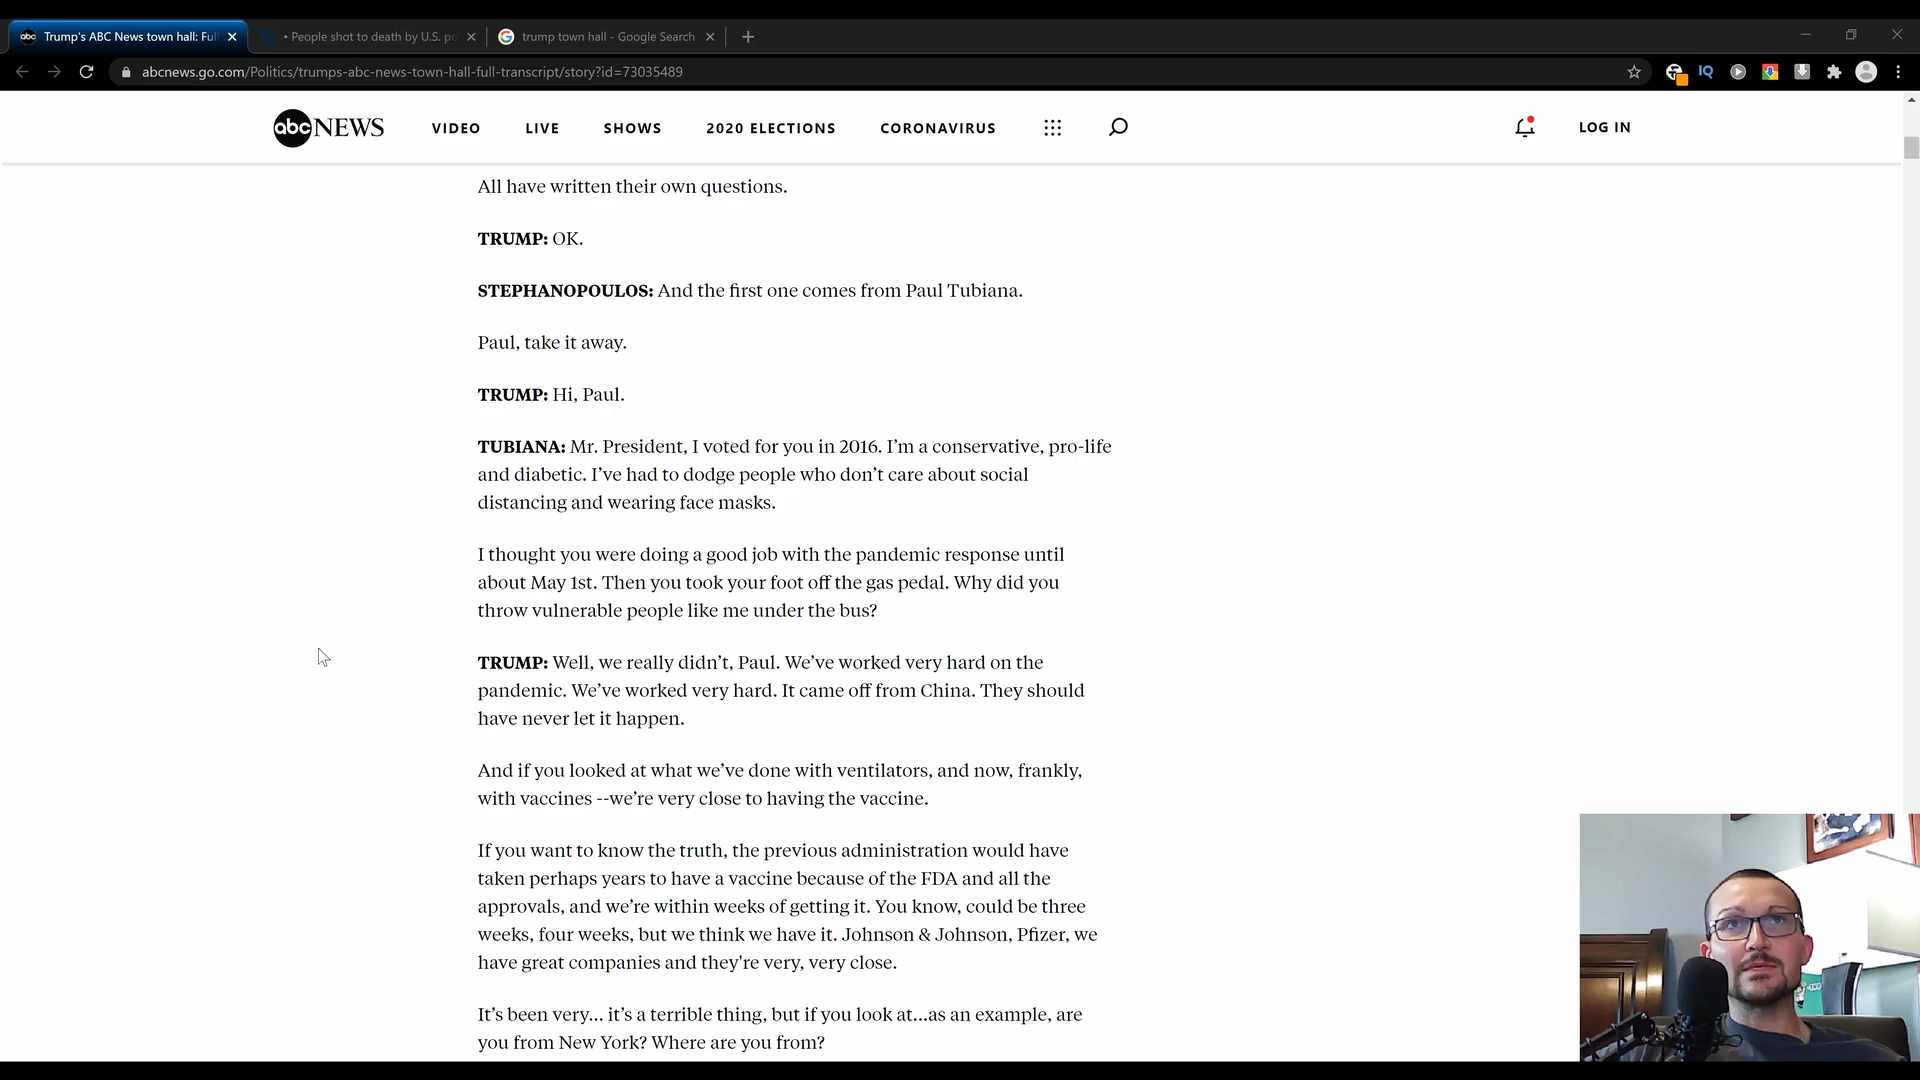 Trump's ABC News town hall: Ful
• People shot to death by U.S. po
trump town hall - Google Search
abcnews.go.com/Politics/trumps-abc-news-town-hall-full-transcript/story?id=73035489
IQ
abc NEWS
VIDEO
LIVE
SHOWS
2020 ELECTIONS
CORONAVIRUS
LOG IN
All have written their own questions.
TRUMP: OK.
STEPHANOPOULOS: And the first one comes from Paul Tubiana.
Paul, take it away.
TRUMP: Hi, Paul.
TUBIANA: Mr. President, I voted for you in 2016. I’m a conservative, pro-life
and diabetic. I’ve had to dodge people who don’t care about social
distancing and wearing face masks.
I thought you were doing a good job with the pandemic response until
about May 1st. Then you took your foot off the gas pedal. Why did you
throw vulnerable people like me under the bus?
TRUMP: Well, we really didn’t, Paul. We’ve worked very hard on the
pandemic. We’ve worked very hard. It came off from China. They should
have never let it happen.
And if you looked at what we’ve done with ventilators, and now, frankly,
with vaccines --we’re very close to having the vaccine.
If you want to know the truth, the previous administration would have
taken perhaps years to have a vaccine because of the FDA and all the
approvals, and we’re within weeks of getting it. You know, could be three
weeks, four weeks, but we think we have it. Johnson & Johnson, Pfizer, we
have great companies and they're very, very close.
It’s been very... it’s a terrible thing, but if you look at...as an example, are
you from New York? Where are you from?